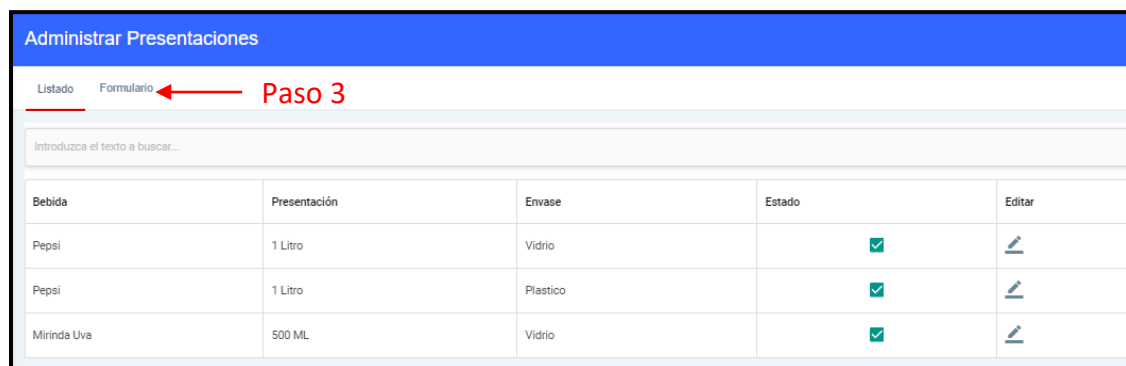 Administrar Presentaciones
Listado Formulario Paso 3
Introduzca el texto a buscar...
Bebida Presentación Envase Estado Editar
Pepsi 1 Litro Vidrio
Pepsi 1 Litro Plastico
Mirinda Uva 500 ML Vidrio